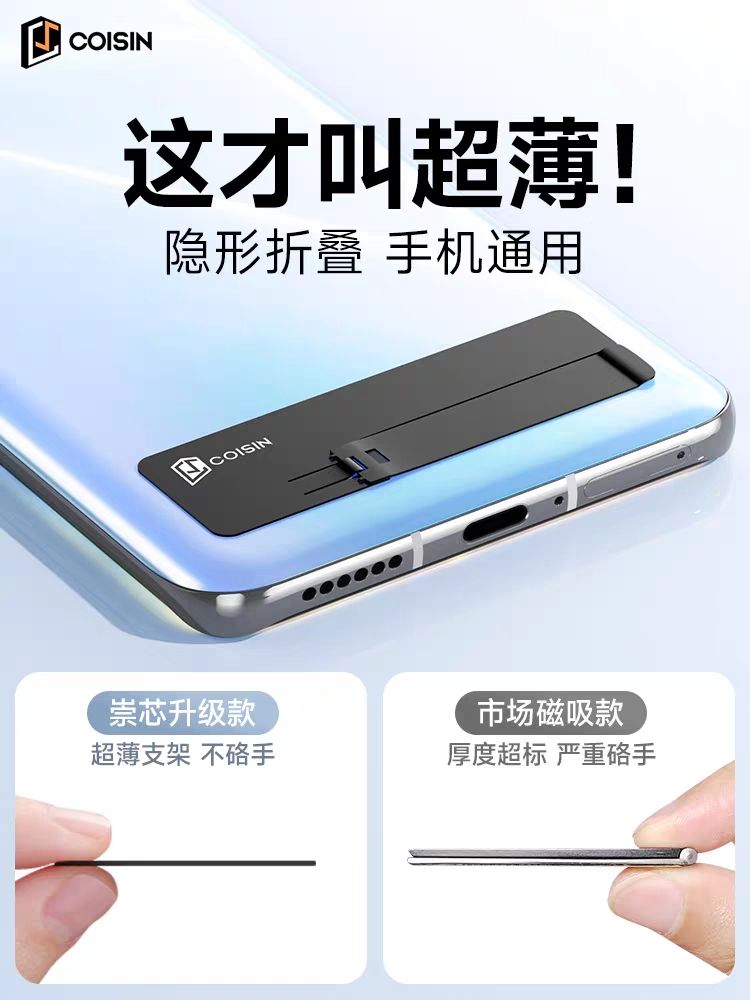 COISIN
这才叫超薄！
隐形折叠 手机通用
COISIN
崇芯升级款
超薄支架 不硌手
市场磁吸款
厚度超标 严重硌手